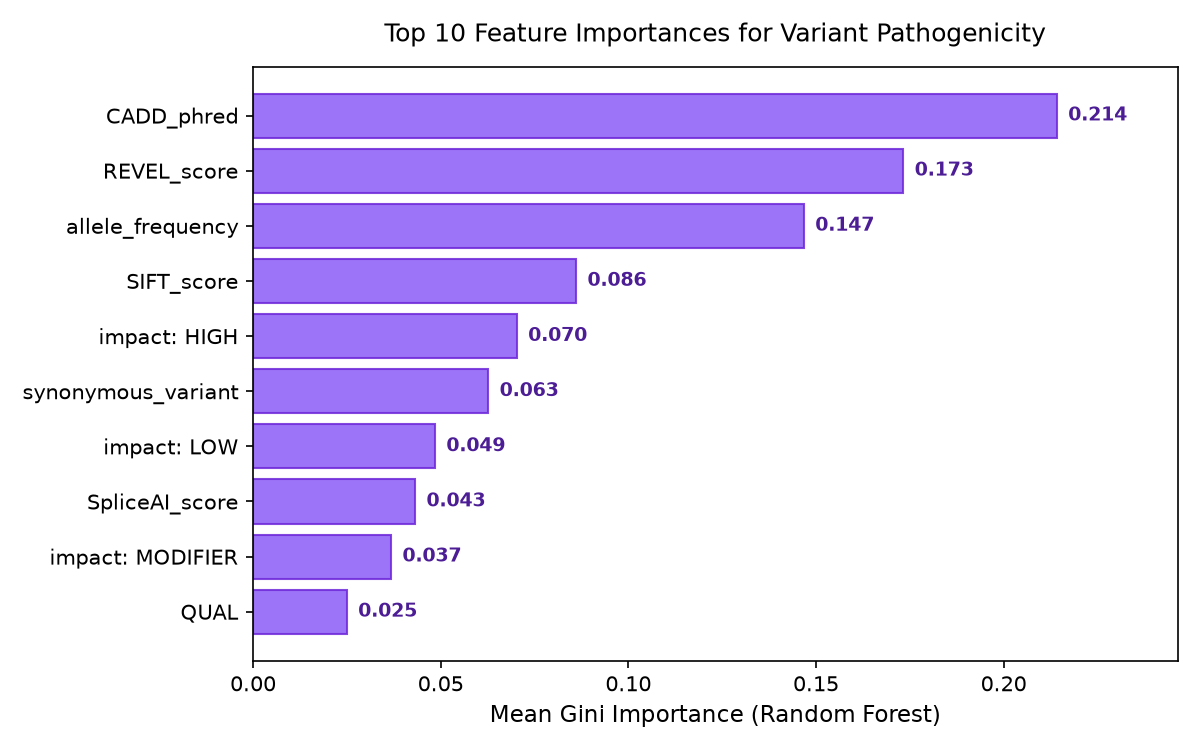 Top 10 Feature Importances for Variant Pathogenicity
CADD_phred 0.214
REVEL_score 0.173
allele_frequency 0.147
SIFT_score 0.086
impact: HIGH 0.070
synonymous_variant 0.063
impact: LOW 0.049
SpliceAI_score 0.043
impact: MODIFIER 0.037
QUAL 0.025
0.00 0.05 0.10 0.15 0.20
Mean Gini Importance (Random Forest)